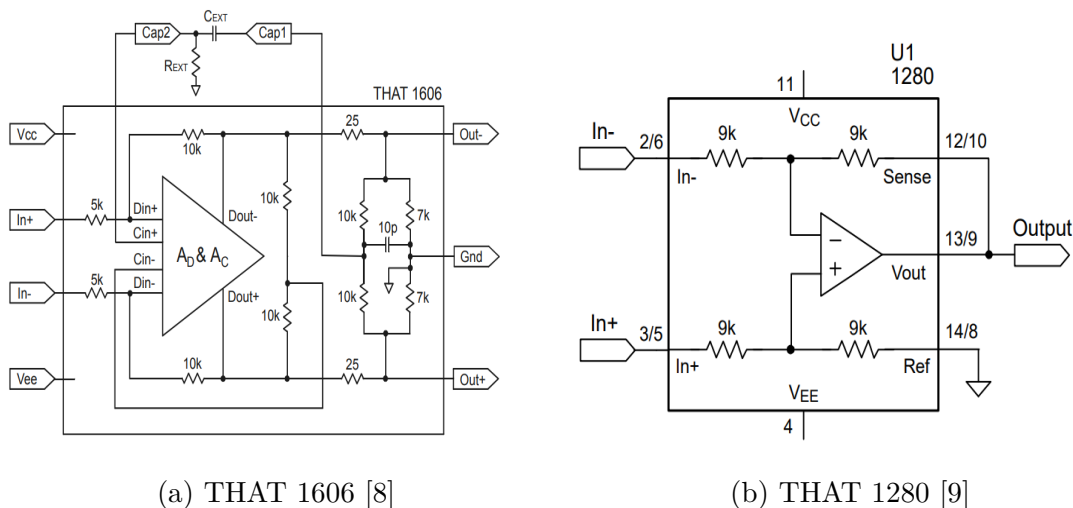 CEXT
Cap2
Cap1
REXT
THAT 1606
Vcc
10k
25
Out-
5k
In+
Din+
Cin+
Dout-
10k
10k
7k
10p
AD & AC
Gnd
Cin-
Din-
In-
5k
Dout+
10k
10k
7k
10k
25
Vee
Out+
U1
1280
11
VCC
In-
2/6
9k
9k
12/10
In-
Sense
Output
13/9
Vout
−
+
In+
3/5
9k
9k
14/8
In+
Ref
VEE
4
(a) THAT 1606 [8]
(b) THAT 1280 [9]